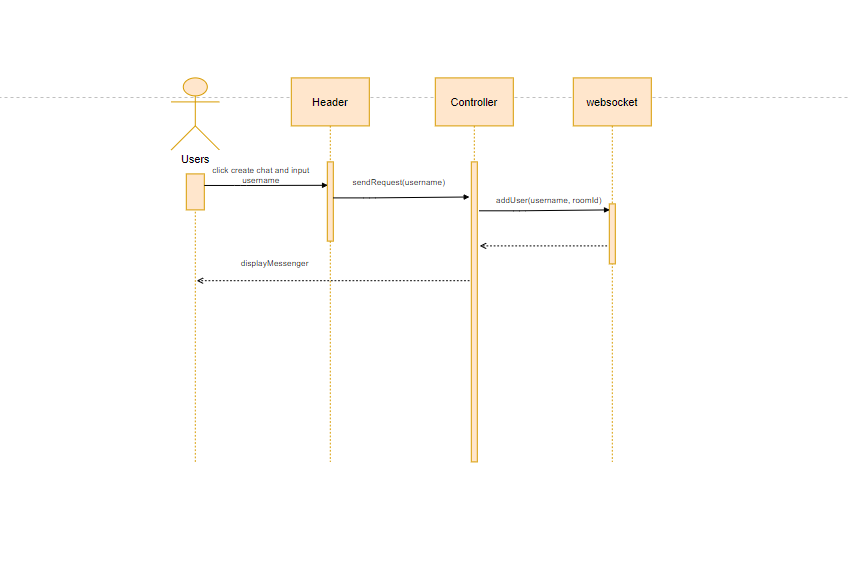 Header
Controller
websocket
Users
click create chat and input
username
sendRequest(username)
addUser(username, roomId)
displayMessenger